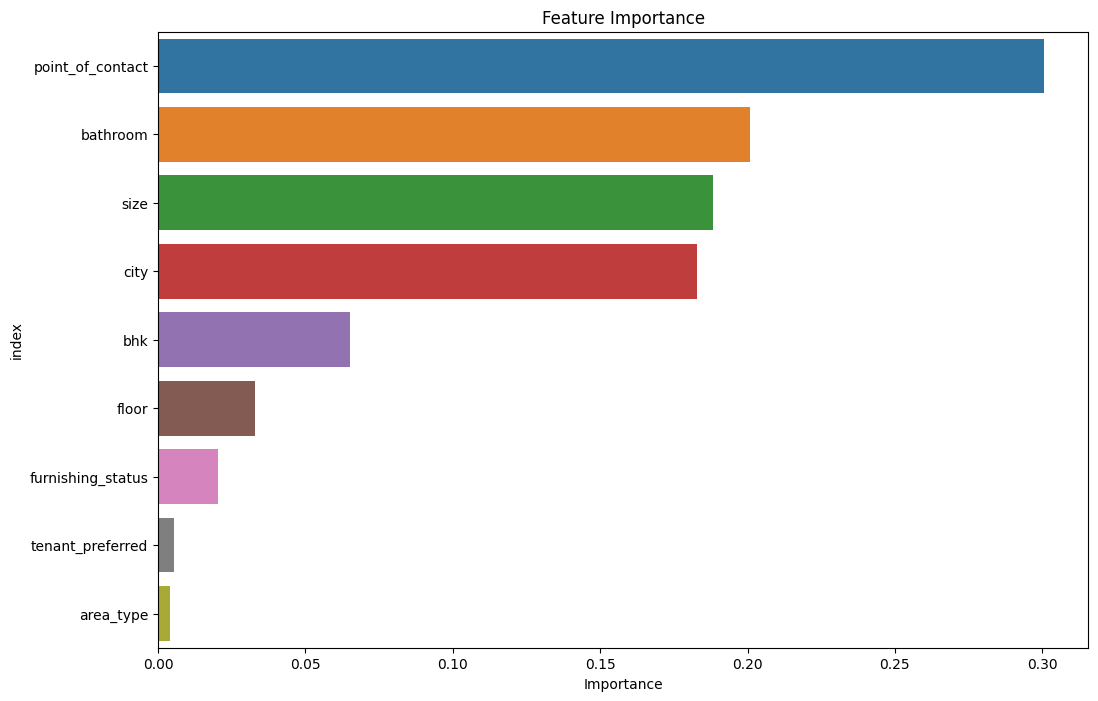 Feature Importance
point_of_contact
bathroom
size
city
bhk
floor
furnishing_status
tenant_preferred
area_type
index
0.00 0.05 0.10 0.15 0.20 0.25 0.30
Importance